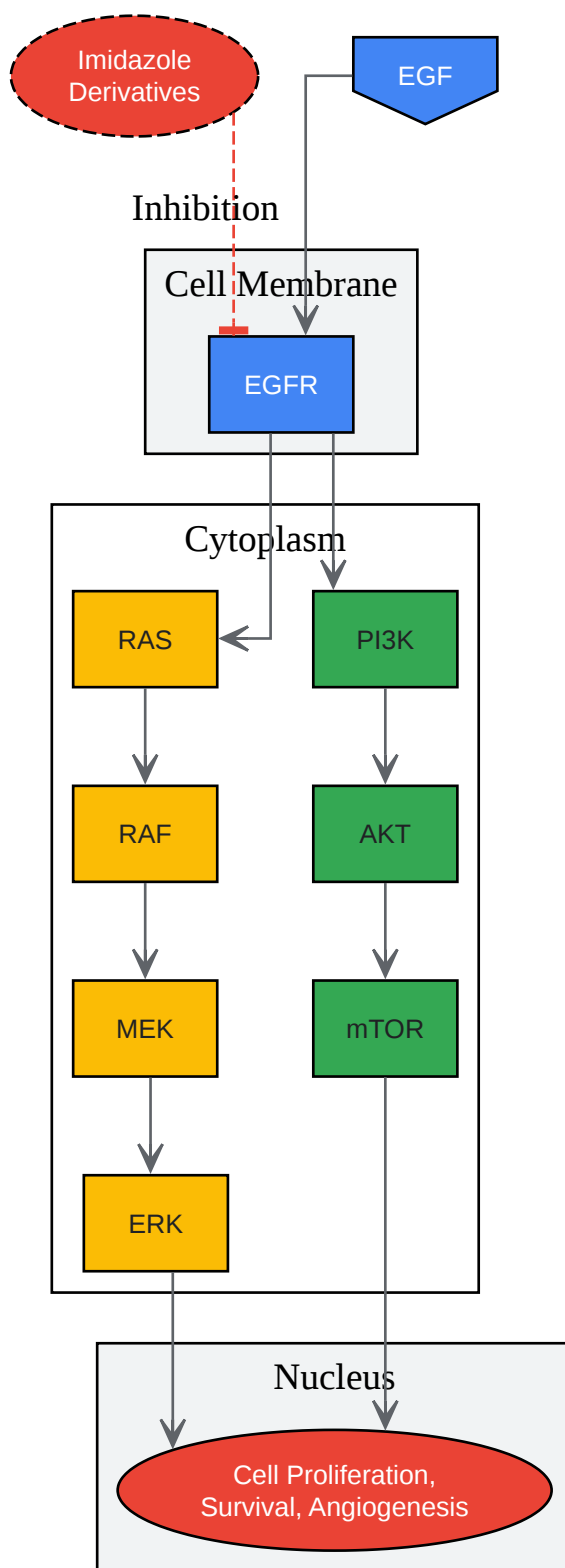 Imidazole
Derivatives
EGF
Inhibition
Cell Membrane
EGFR
Cytoplasm
RAS
PI3K
RAF
AKT
MEK
mTOR
ERK
Nucleus
Cell Proliferation,
Survival, Angiogenesis